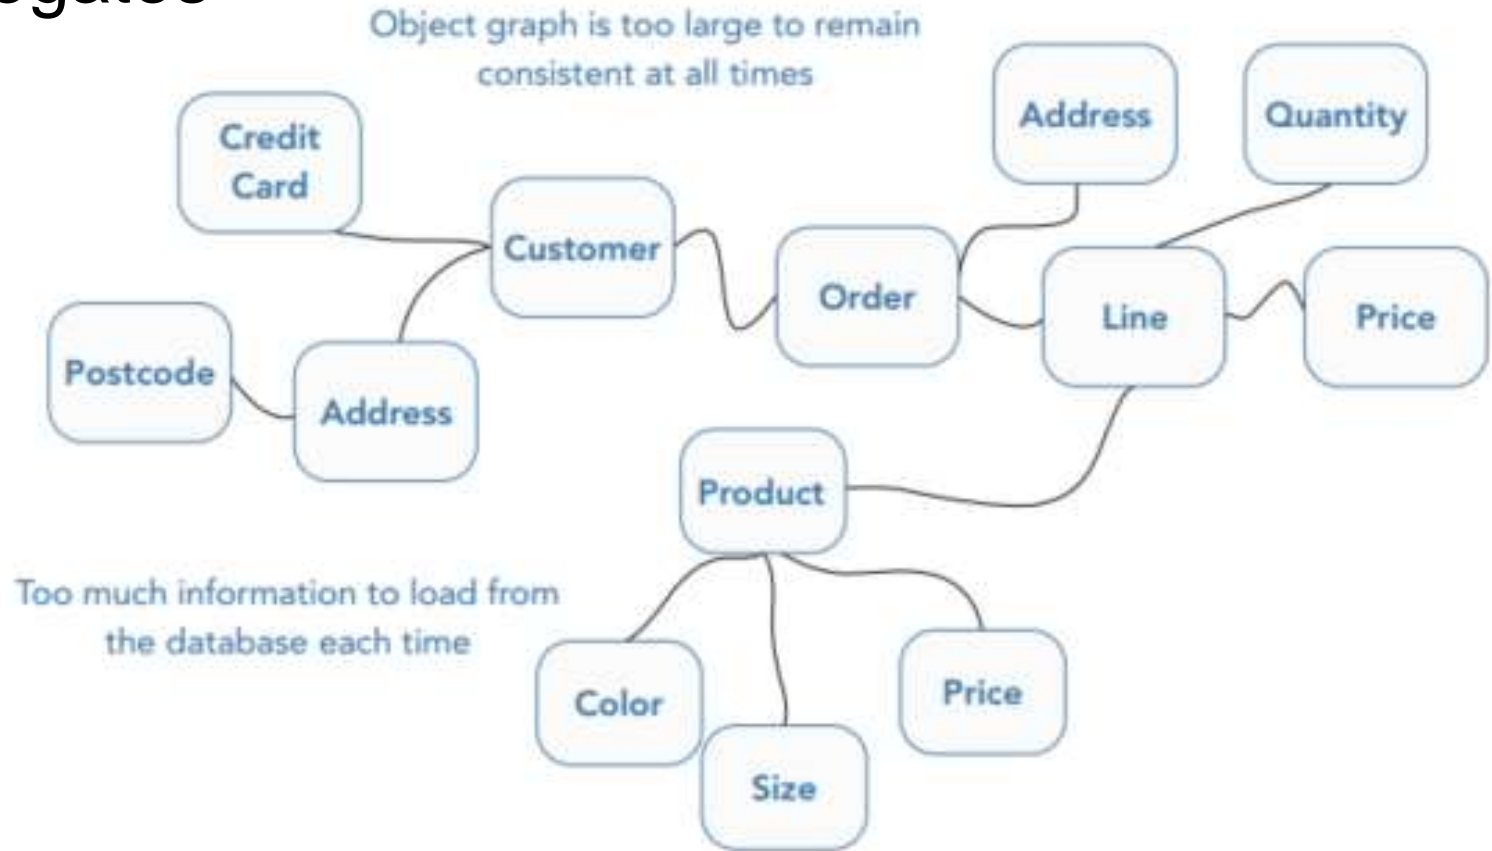 Object graph is too large to remain
consistent at all times
Address
Quantity
Credit
Card
Customer
Order
Line
Price
Postcode
Address
Product
Too much information to load from
the database each time
Color
Price
Size